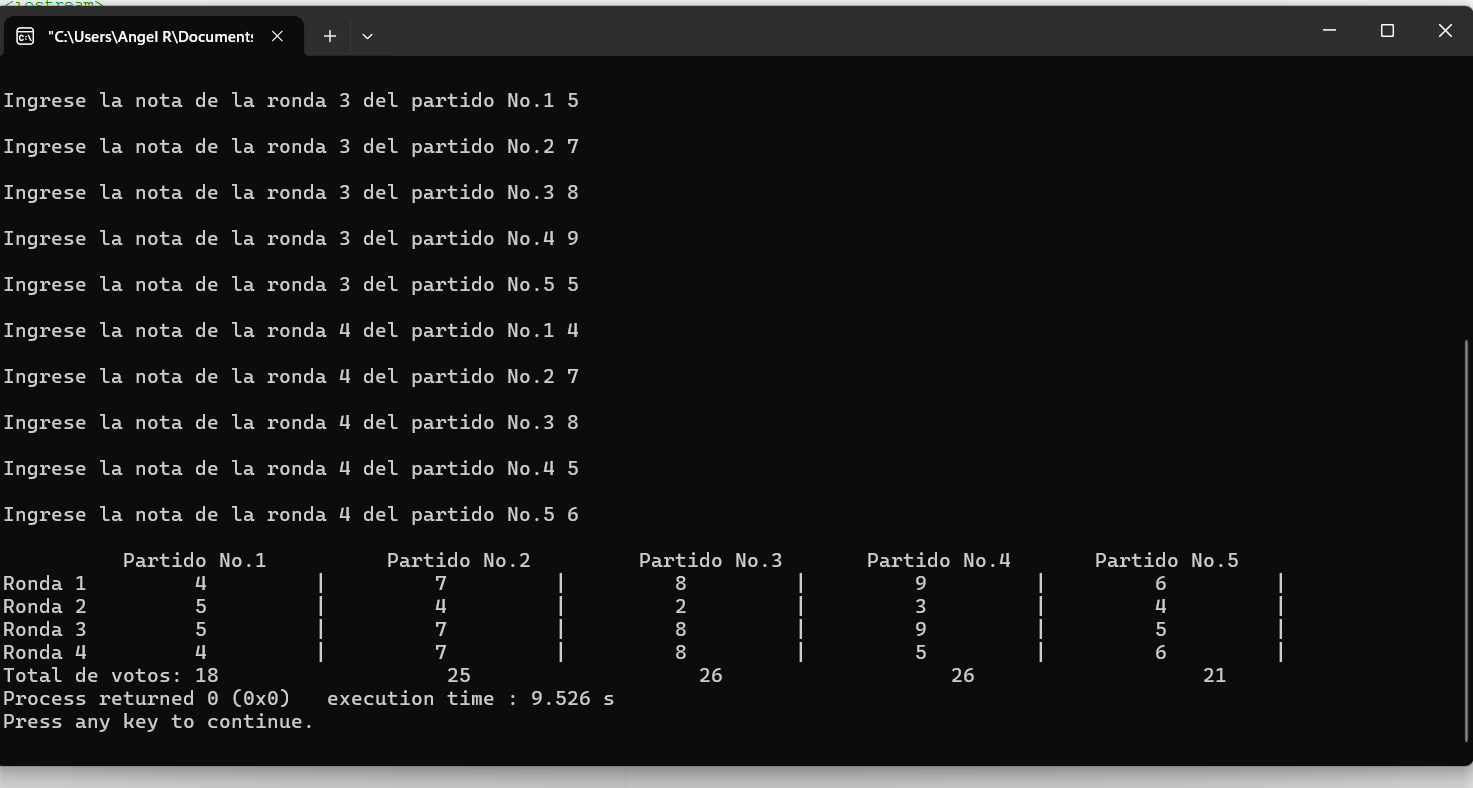 <iostream>
"C:\Users\Angel R\Documents
Ingrese la nota de la ronda 3 del partido No.1 5
Ingrese la nota de la ronda 3 del partido No.2 7
Ingrese la nota de la ronda 3 del partido No.3 8
Ingrese la nota de la ronda 3 del partido No.4 9
Ingrese la nota de la ronda 3 del partido No.5 5
Ingrese la nota de la ronda 4 del partido No.1 4
Ingrese la nota de la ronda 4 del partido No.2 7
Ingrese la nota de la ronda 4 del partido No.3 8
Ingrese la nota de la ronda 4 del partido No.4 5
Ingrese la nota de la ronda 4 del partido No.5 6
Partido No.1 Partido No.2 Partido No.3 Partido No.4 Partido No.5
Ronda 1 4 | 7 | 8 | 9 | 6 |
Ronda 2 5 | 4 | 2 | 3 | 4 |
Ronda 3 5 | 7 | 8 | 9 | 5 |
Ronda 4 4 | 7 | 8 | 5 | 6 |
Total de votos: 18 25 26 26 21
Process returned 0 (0x0) execution time : 9.526 s
Press any key to continue.